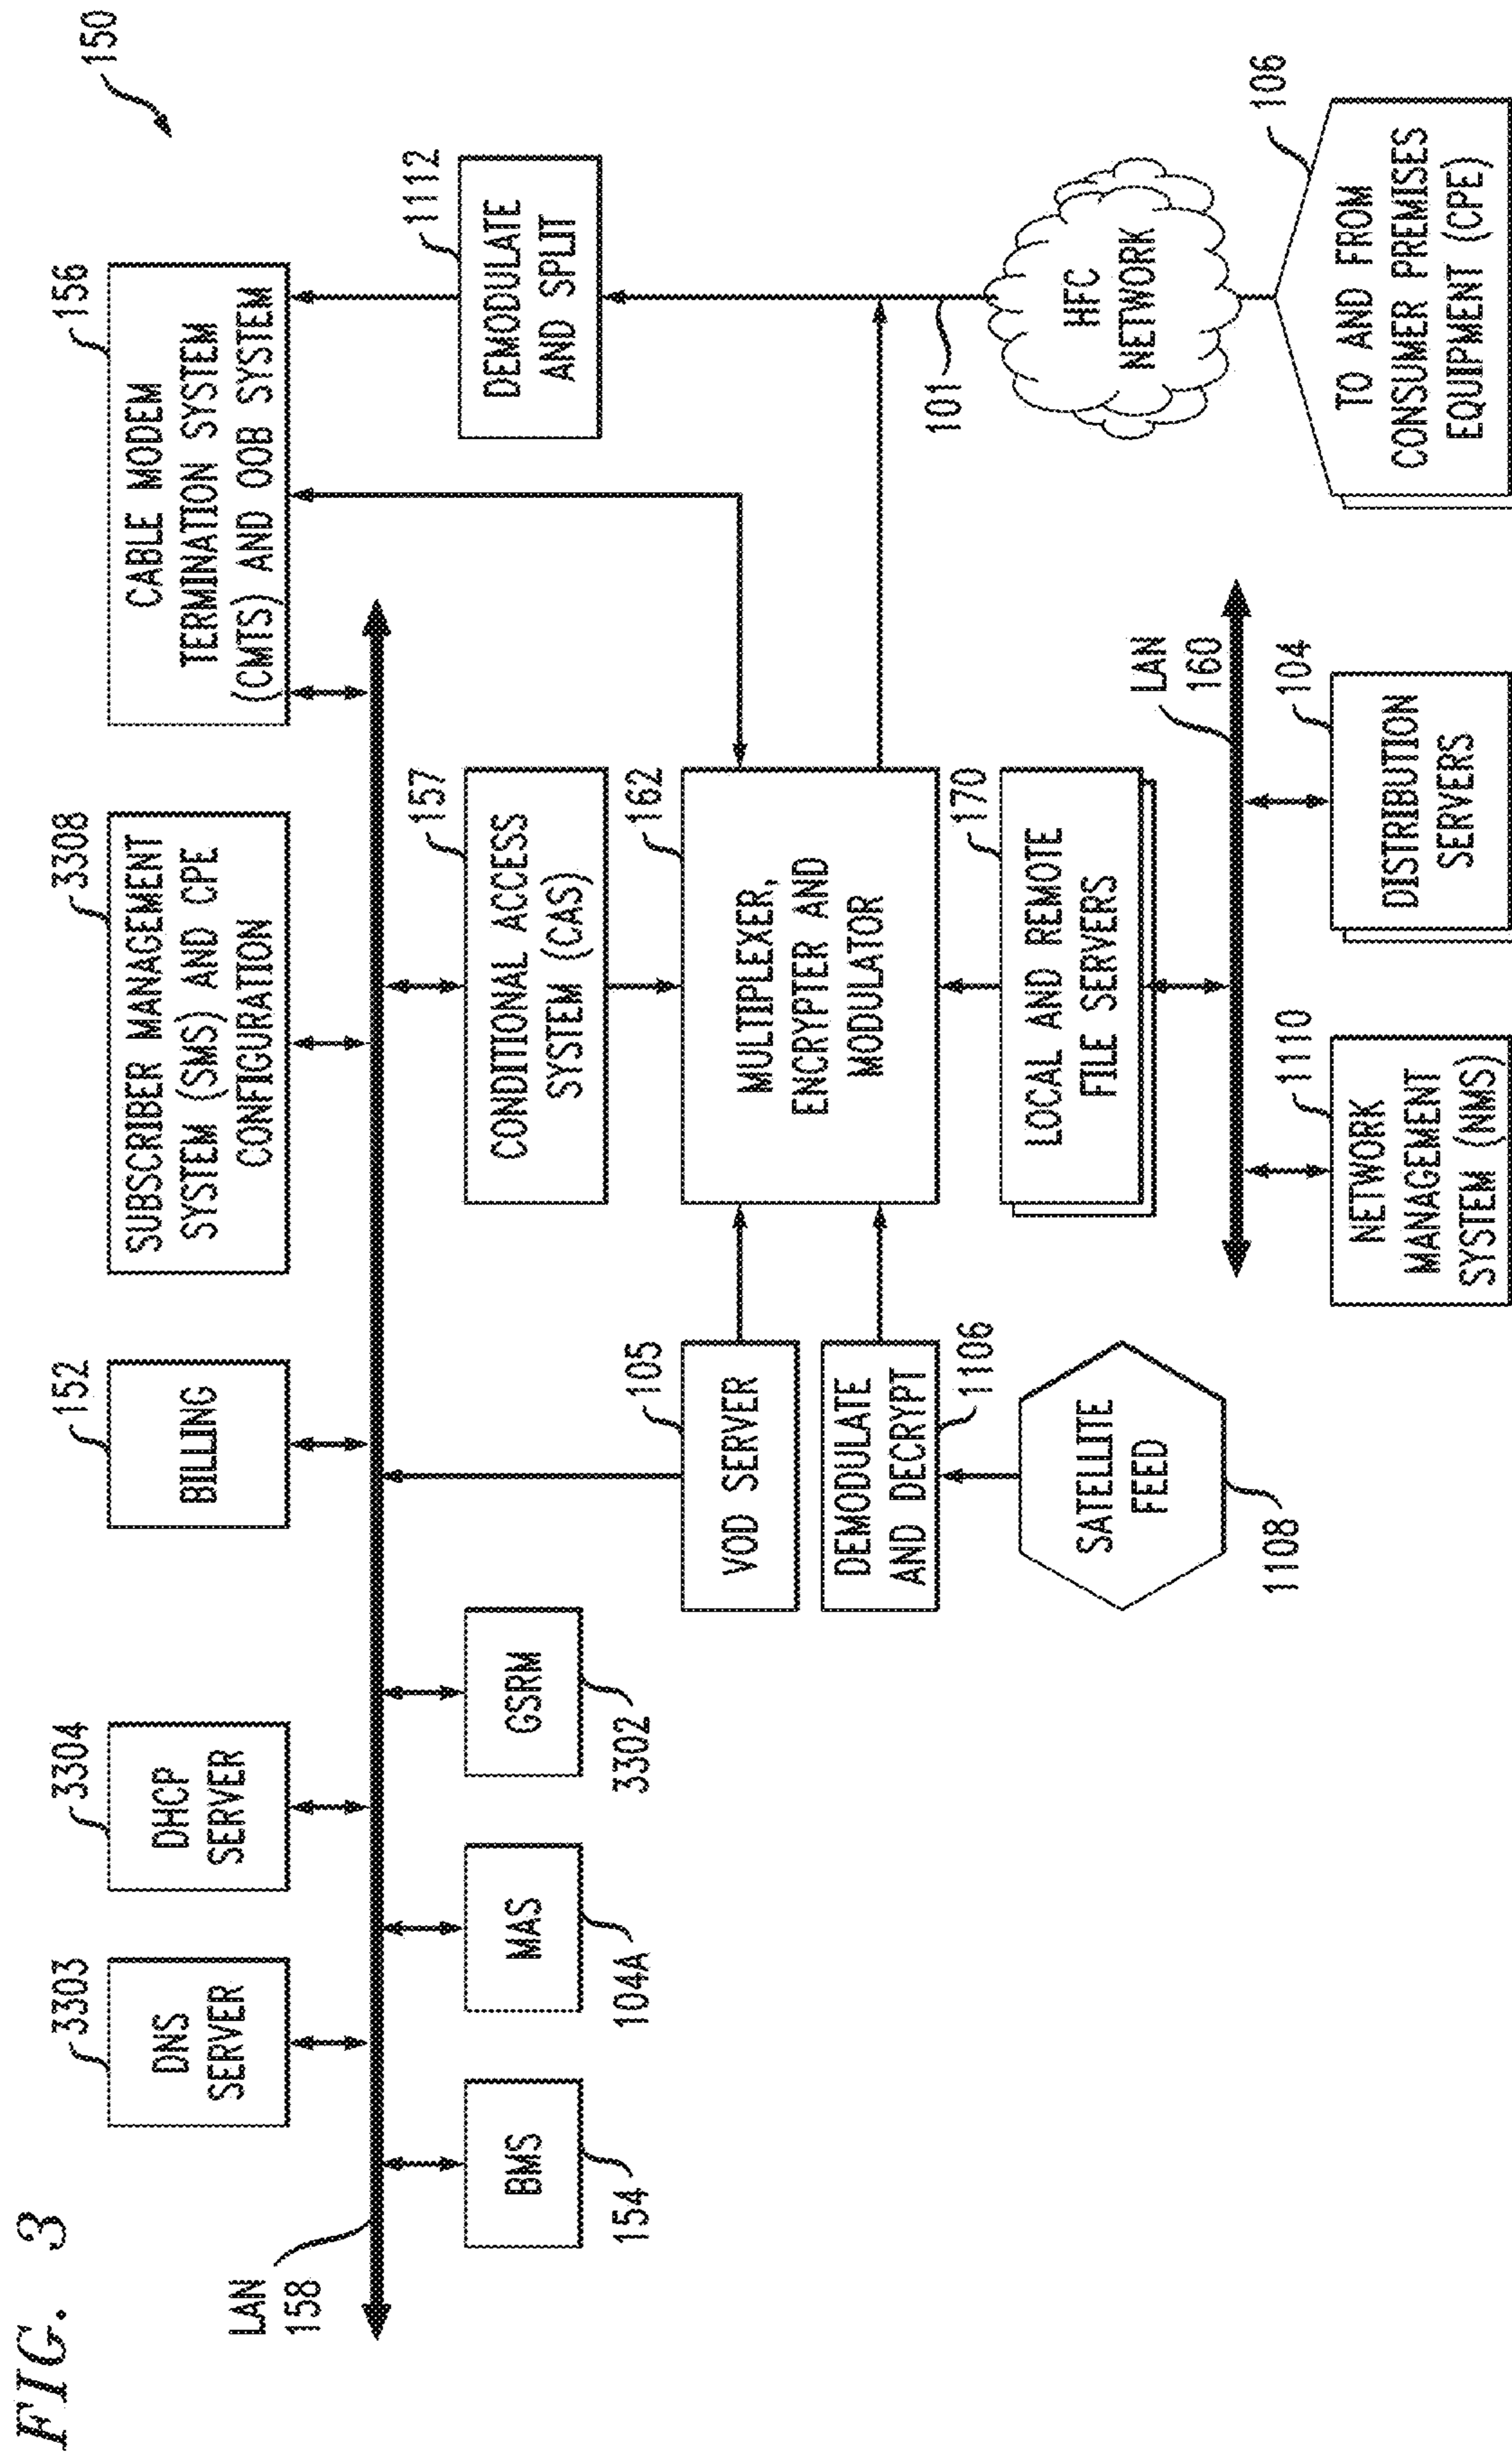 FIG. 3
150
3303
DNS
SERVER
3304
DHCP
SERVER
152
BILLING
3308
SUBSCRIBER MANAGEMENT
SYSTEM (SMS) AND CPE
CONFIGURATION
156
CABLE MODEM
TERMINATION SYSTEM
(CMTS) AND OOB SYSTEM
LAN
158
BMS
154
MAS
104A
GSRM
3302
157
CONDITIONAL ACCESS
SYSTEM (CAS)
1112
DEMODULATE
AND SPLIT
105
VOD SERVER
162
MULTIPLEXER,
ENCRYPTER AND
MODULATOR
DEMODULATE
AND DECRYPT
1106
101
SATELLITE
FEED
1108
170
LOCAL AND REMOTE
FILE SERVERS
HFC
NETWORK
LAN
160
1110
NETWORK
MANAGEMENT
SYSTEM (NMS)
104
DISTRIBUTION
SERVERS
106
TO AND FROM
CONSUMER PREMISES
EQUIPMENT (CPE)